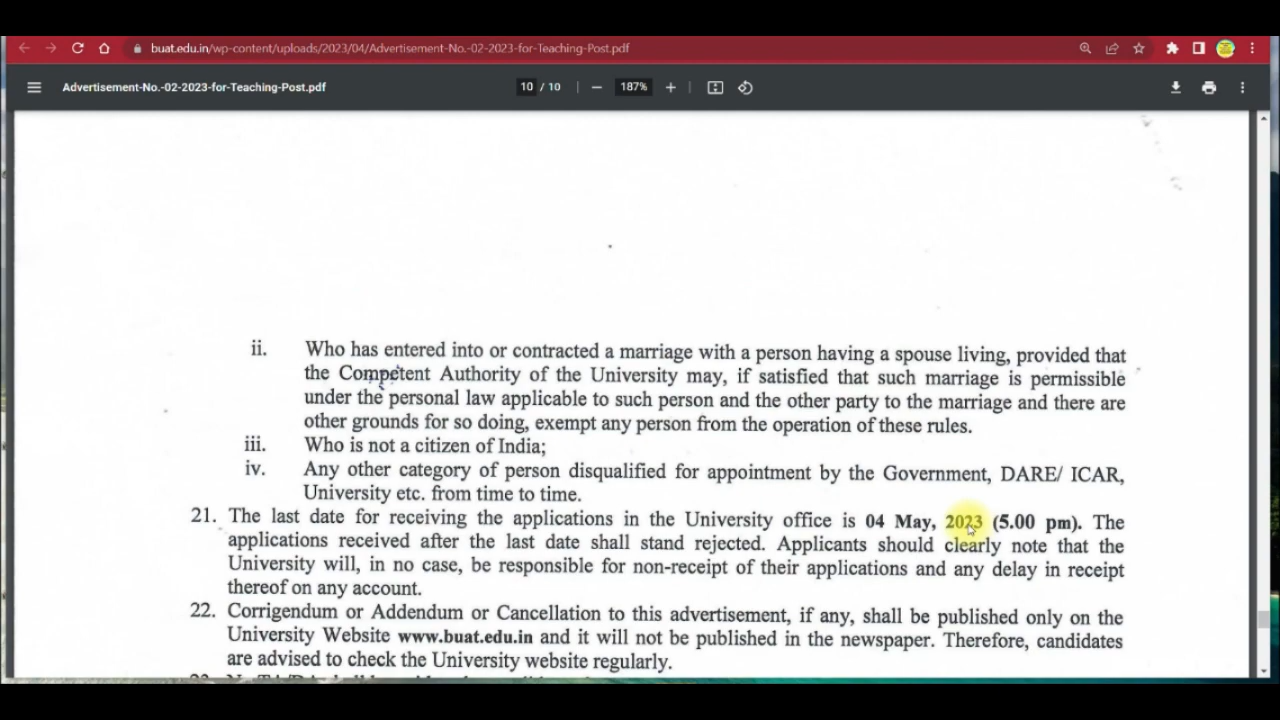 buat.edu.in/wp-content/uploads/2023/04/Advertisement-No.-02-2023-for-Teaching-Post.pdf
Advertisement-No.-02-2023-for-Teaching-Post.pdf 10 / 10 187%
ii. Who has entered into or contracted a marriage with a person having a spouse living, provided that
the Competent Authority of the University may, if satisfied that such marriage is permissible
under the personal law applicable to such person and the other party to the marriage and there are
other grounds for so doing, exempt any person from the operation of these rules.
iii. Who is not a citizen of India;
iv. Any other category of person disqualified for appointment by the Government, DARE/ ICAR,
University etc. from time to time.
21. The last date for receiving the applications in the University office is 04 May, 2023 (5.00 pm). The
applications received after the last date shall stand rejected. Applicants should clearly note that the
University will, in no case, be responsible for non-receipt of their applications and any delay in receipt
thereof on any account.
22. Corrigendum or Addendum or Cancellation to this advertisement, if any, shall be published only on the
University Website www.buat.edu.in and it will not be published in the newspaper. Therefore, candidates
are advised to check the University website regularly.